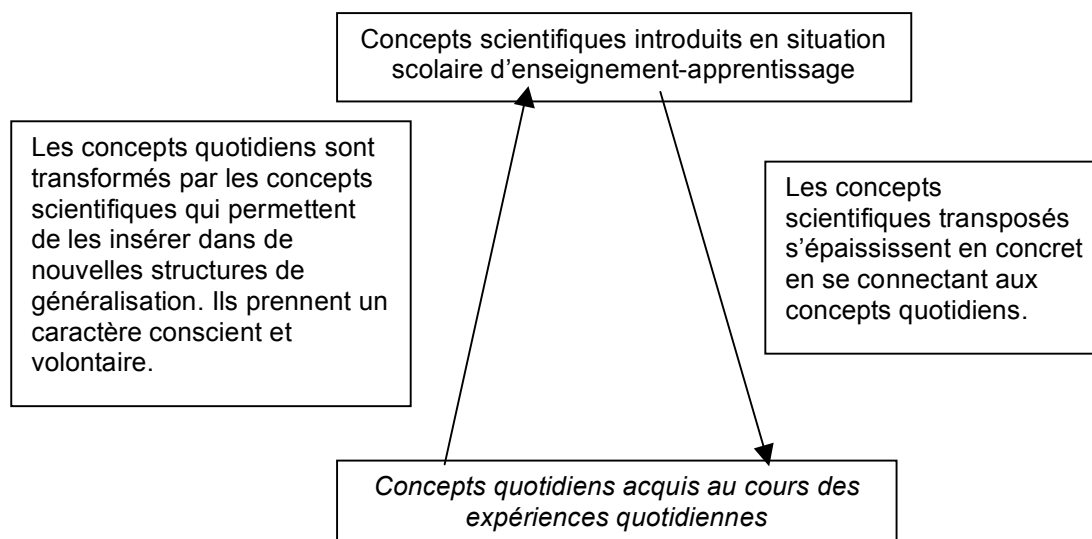 Concepts scientifiques introduits en situation
scolaire d’enseignement-apprentissage
Les concepts quotidiens sont
transformés par les concepts
scientifiques qui permettent
de les insérer dans de
nouvelles structures de
généralisation. Ils prennent un
caractère conscient et
volontaire.
Les concepts
scientifiques transposés
s’épaississent en concret
en se connectant aux
concepts quotidiens.
Concepts quotidiens acquis au cours des
expériences quotidiennes